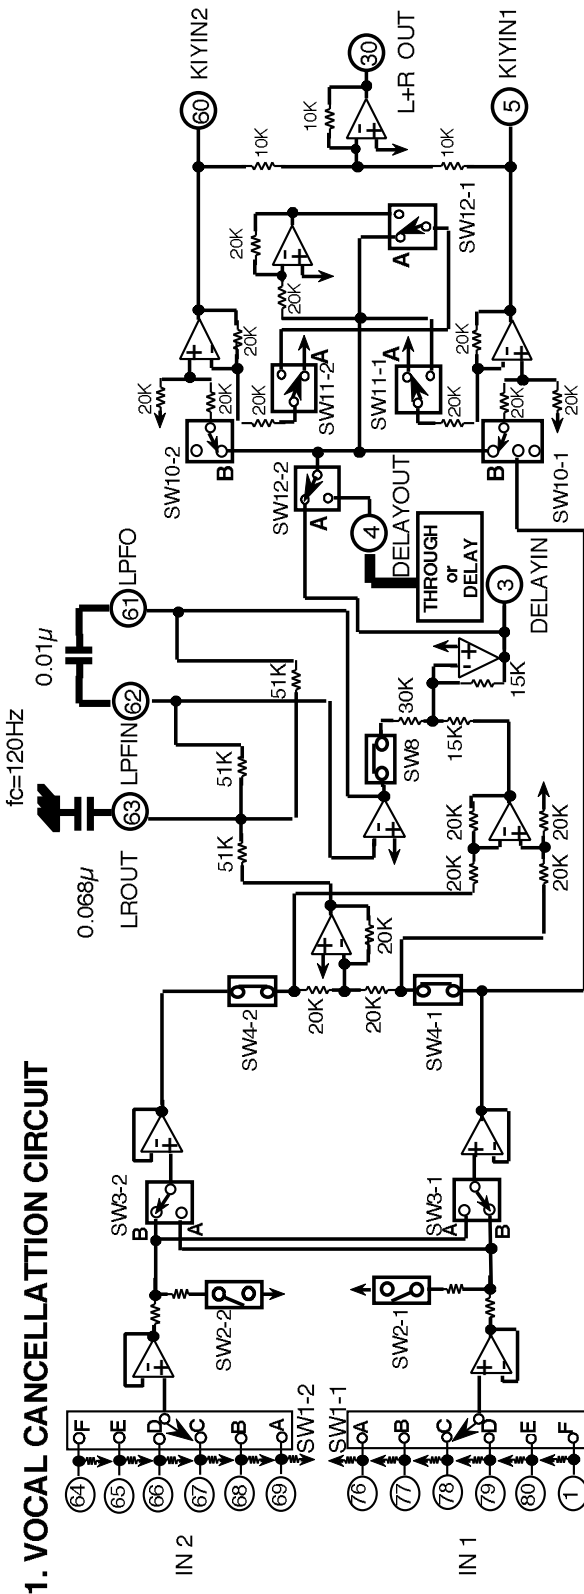 1. VOCAL CANCELLATTION CIRCUIT
fc=120Hz
0.068µ
0.01µ
63
62
61
60
LROUT
LPFIN
LPFO
KIYIN2
64
F
65
E
66
D
67
C
68
B
69
A
IN 2
SW1-2
SW2-2
SW3-2
B
A
SW4-2
20K
20K
20K
51K
51K
51K
SW10-2
B
20K
20K
20K
20K
SW11-2
A
20K
20K
10K
10K
30
L+R OUT
SW12-2
A
4
DELAYOUT
THROUGH
or
DELAY
3
DELAYIN
SW8
30K
15K
15K
SW11-1
A
SW12-1
A
SW1-1
76
A
77
B
78
C
79
D
80
E
1
F
IN 1
SW2-1
SW3-1
A
B
SW4-1
20K
20K
20K
20K
SW10-1
B
20K
20K
20K
20K
10K
5
KIYIN1